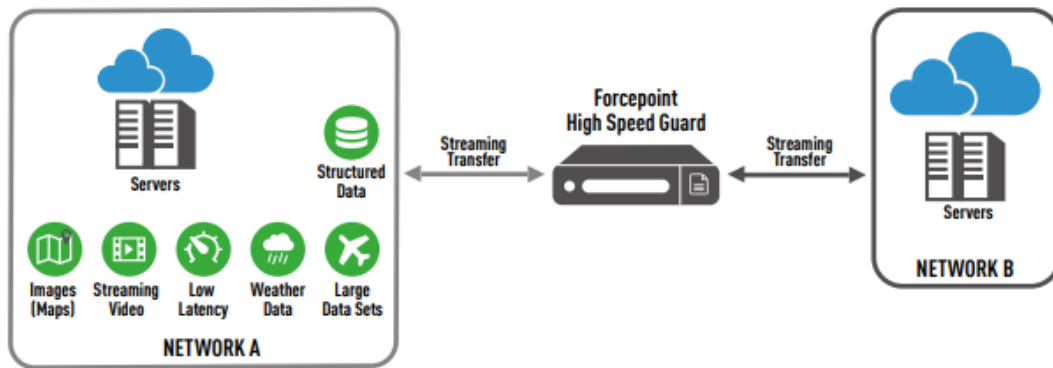 Servers
Structured
Data
Images
(Maps)
Streaming
Video
Low
Latency
Weather
Data
Large
Data Sets
NETWORK A
Streaming
Transfer
Forcepoint
High Speed Guard
Streaming
Transfer
Servers
NETWORK B